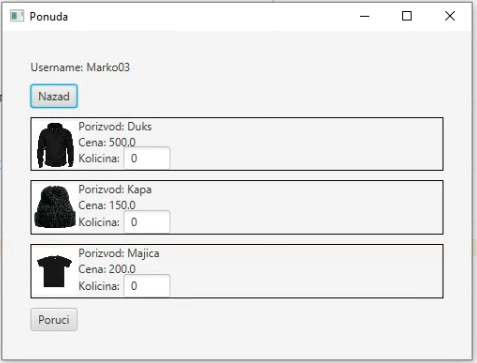 Ponuda
Username: Marko03
Nazad
Porizvod: Duks
Cena: 500.0
Kolicina: 0
Porizvod: Kapa
Cena: 150.0
Kolicina: 0
Porizvod: Majica
Cena: 200.0
Kolicina: 0
Poruci